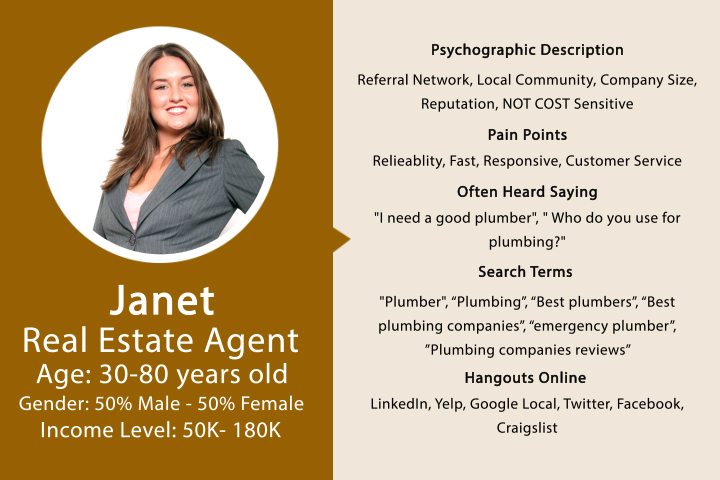 Janet
Real Estate Agent
Age: 30-80 years old
Gender: 50% Male - 50% Female
Income Level: 50K- 180K
Psychographic Description
Referral Network, Local Community, Company Size,
Reputation, NOT COST Sensitive
Pain Points
Relieablity, Fast, Responsive, Customer Service
Often Heard Saying
"I need a good plumber", " Who do you use for
plumbing?"
Search Terms
"Plumber", “Plumbing”, “Best plumbers”, “Best
plumbing companies”, “emergency plumber”,
”Plumbing companies reviews”
Hangouts Online
LinkedIn, Yelp, Google Local, Twitter, Facebook,
Craigslist